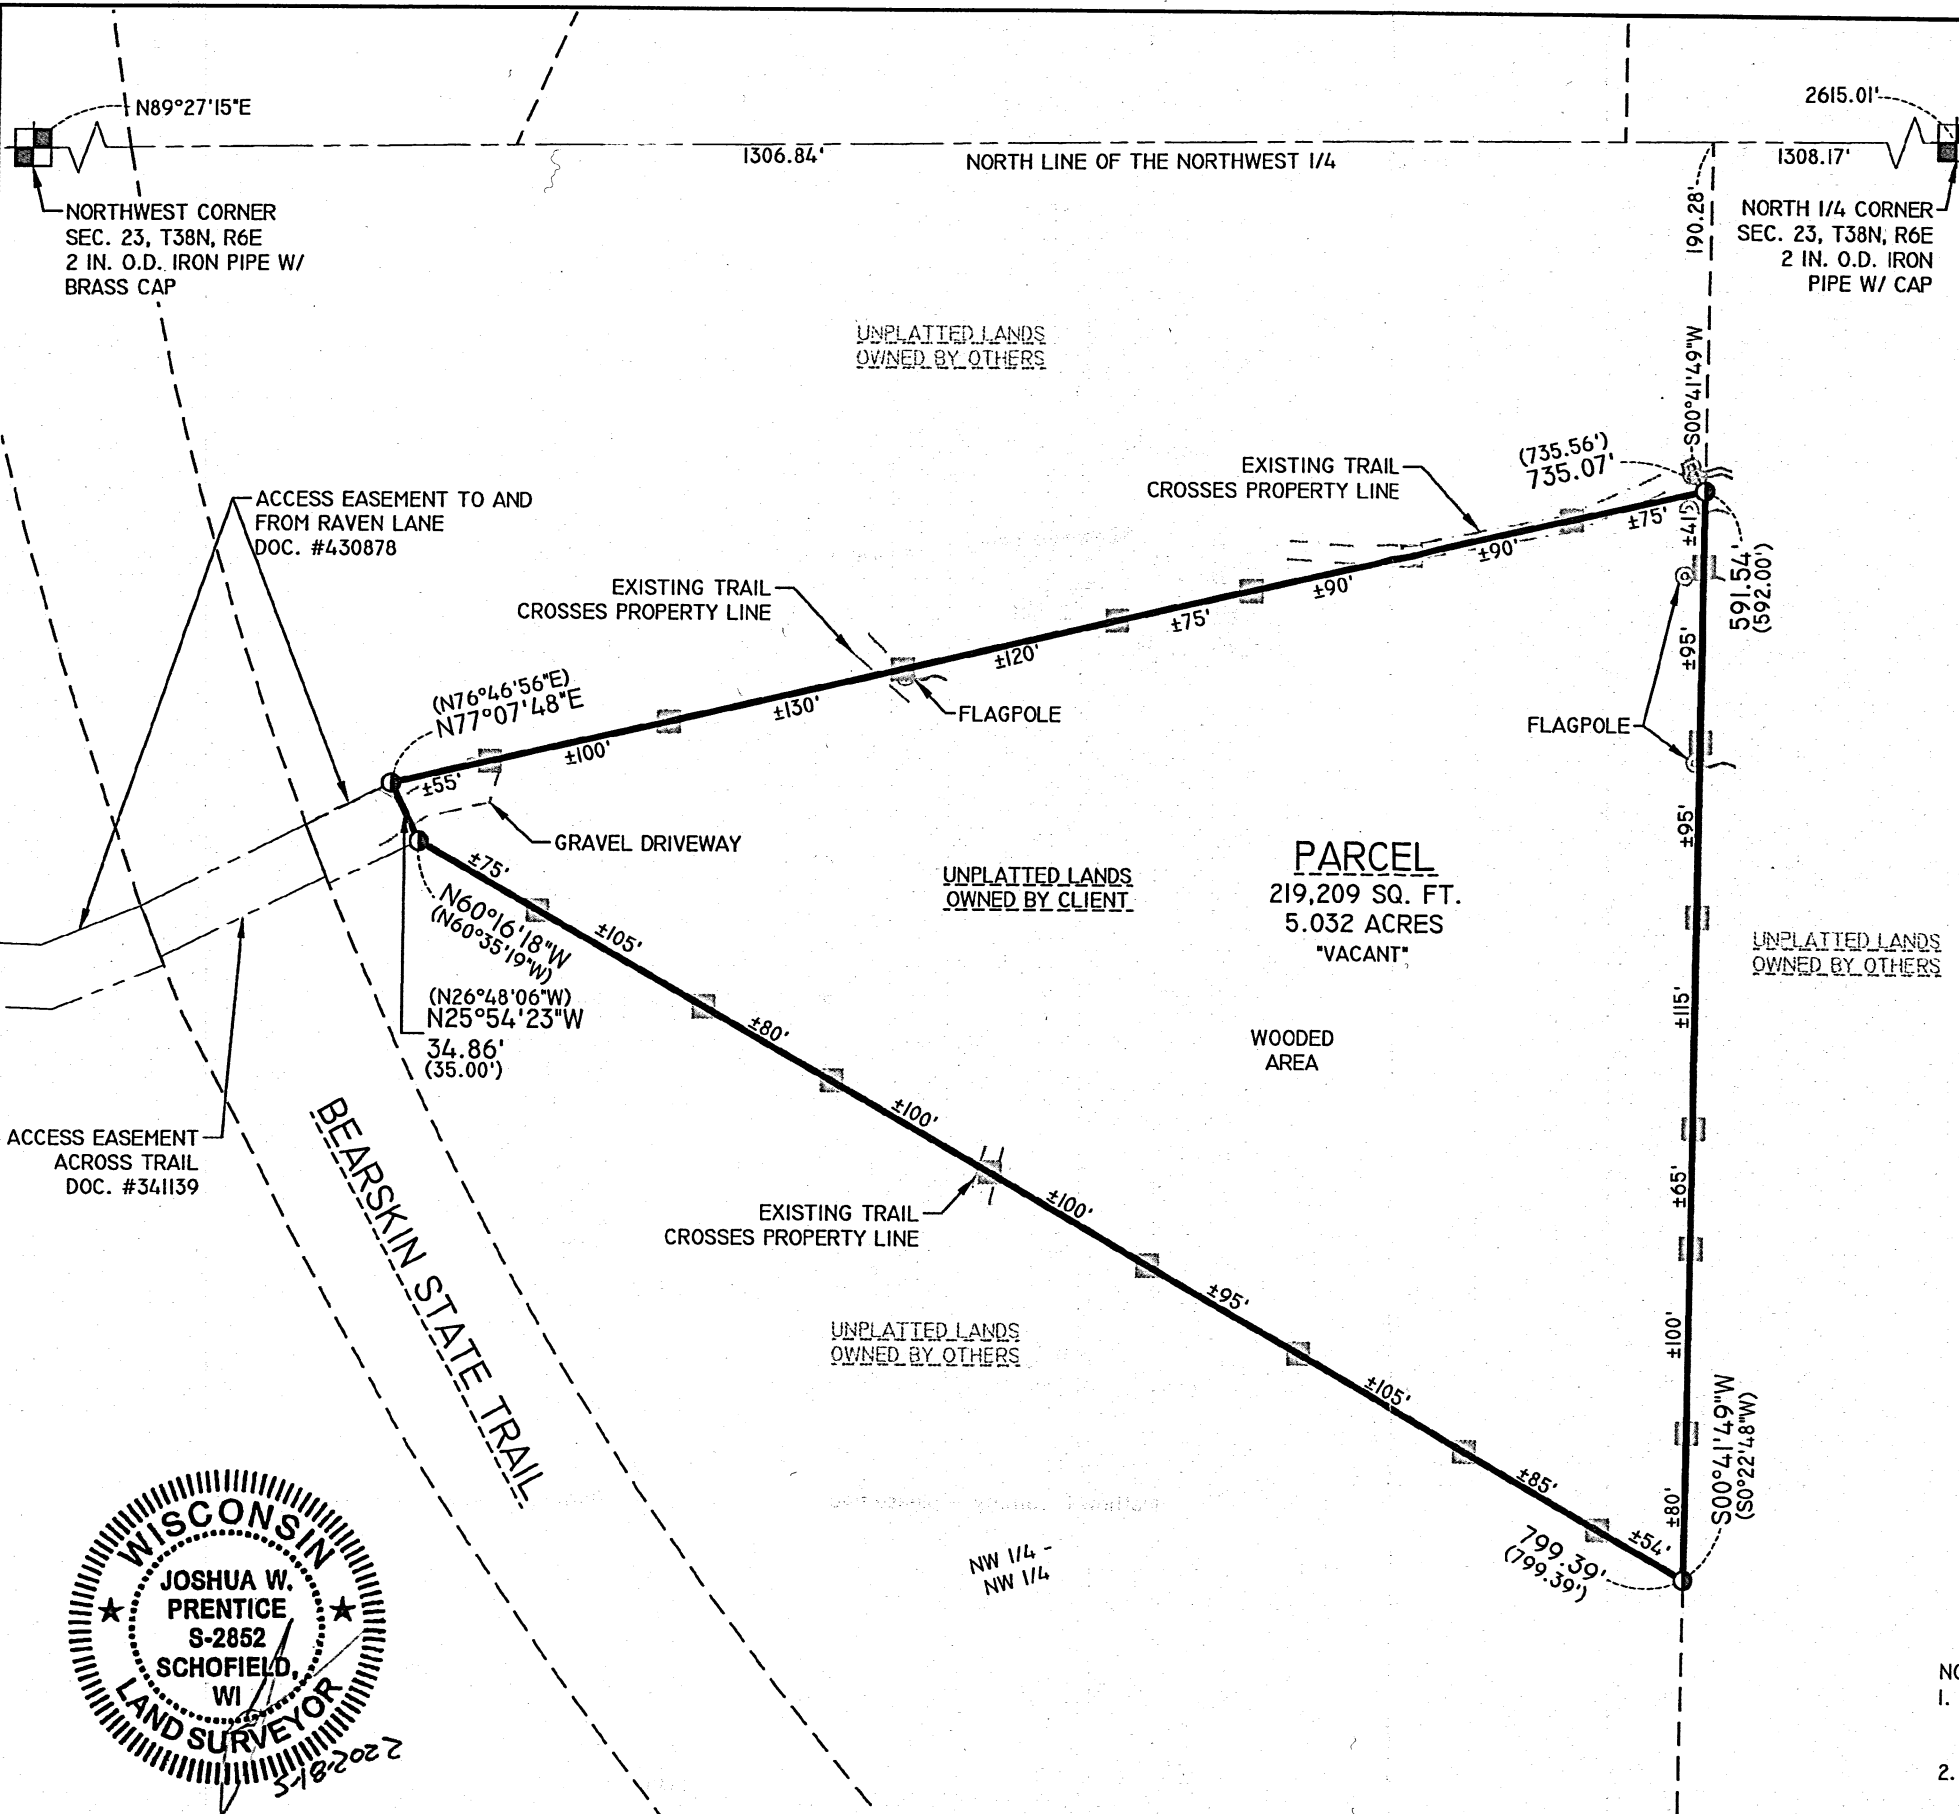 N89°27'15"E
2615.01'
1306.84'
NORTH LINE OF THE NORTHWEST 1/4
1308.17'
NORTHWEST CORNER
SEC. 23, T38N, R6E
2 IN. O.D. IRON PIPE W/
BRASS CAP
190.28'
NORTH 1/4 CORNER
SEC. 23, T38N, R6E
2 IN. O.D. IRON
PIPE W/ CAP
UNPLATTED LANDS
OWNED BY OTHERS
S00°41'49"W
EXISTING TRAIL
CROSSES PROPERTY LINE
(735.56')
735.07'
ACCESS EASEMENT TO AND
FROM RAVEN LANE
DOC. #430878
±75'
±41'
±90'
591.54'
(592.00')
EXISTING TRAIL
CROSSES PROPERTY LINE
±90'
±75'
±120'
±95'
(N76°46'56"E)
N77°07'48"E
±130'
FLAGPOLE
FLAGPOLE
±100'
±55'
GRAVEL DRIVEWAY
±95'
±75'
UNPLATTED LANDS
OWNED BY CLIENT
PARCEL
219,209 SQ. FT.
5.032 ACRES
"VACANT"
N60°16'18"W
(N60°35'19"W)
±105'
UNPLATTED LANDS
OWNED BY OTHERS
(N26°48'06"W)
N25°54'23"W
34.86'
(35.00')
±80'
±115'
WOODED
AREA
±100'
ACCESS EASEMENT
ACROSS TRAIL
DOC. #341139
BEARSKIN STATE TRAIL
EXISTING TRAIL
CROSSES PROPERTY LINE
±100'
±65'
±95'
UNPLATTED LANDS
OWNED BY OTHERS
±100'
±105'
S00°41'49"W
(S0°22'48"W)
±85'
±80'
±54'
799.39'
(799.39')
NW 1/4 -
NW 1/4
WISCONSIN
JOSHUA W.
PRENTICE
S-2852
SCHOFIELD,
WI
LAND SURVEYOR
5-18-2022
NO
1.
2.